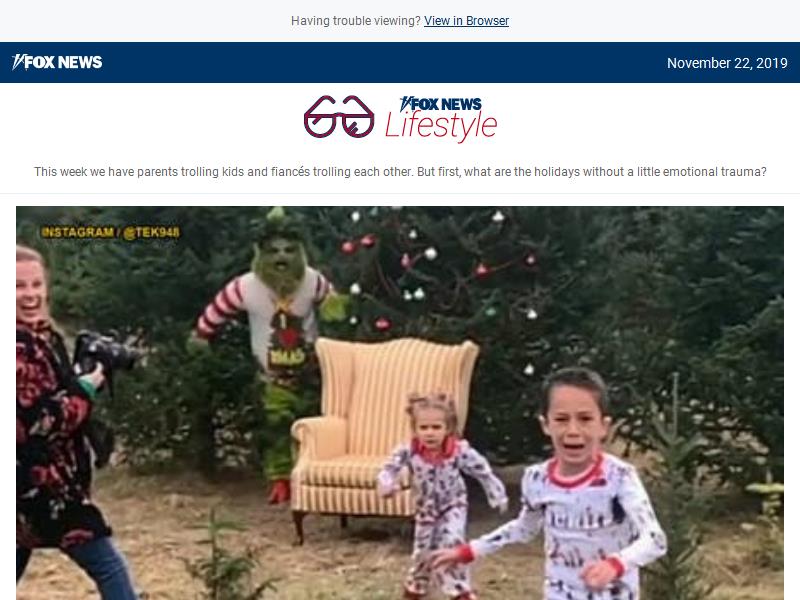 Having trouble viewing? View in Browser
FOX NEWS
November 22, 2019
FOX NEWS
Lifestyle
This week we have parents trolling kids and fiancés trolling each other. But first, what are the holidays without a little emotional trauma?
INSTAGRAM / @TEK948
I